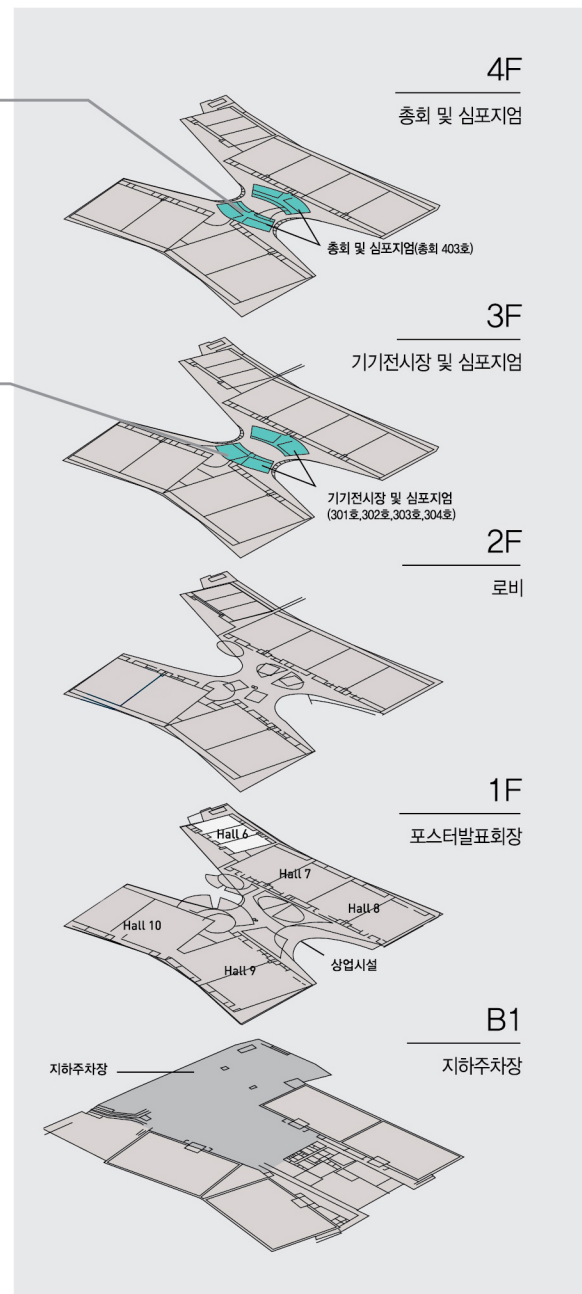 4F
총회 및 심포지엄
총회 및 심포지엄(총회 403호)
3F
기기전시장 및 심포지엄
기기전시장 및 심포지엄
(301호,302호,303호,304호)
2F
로비
1F
포스터발표회장
Hall 6
Hall 7
Hall 8
Hall 10
Hall 9
상업시설
B1
지하주차장
지하주차장